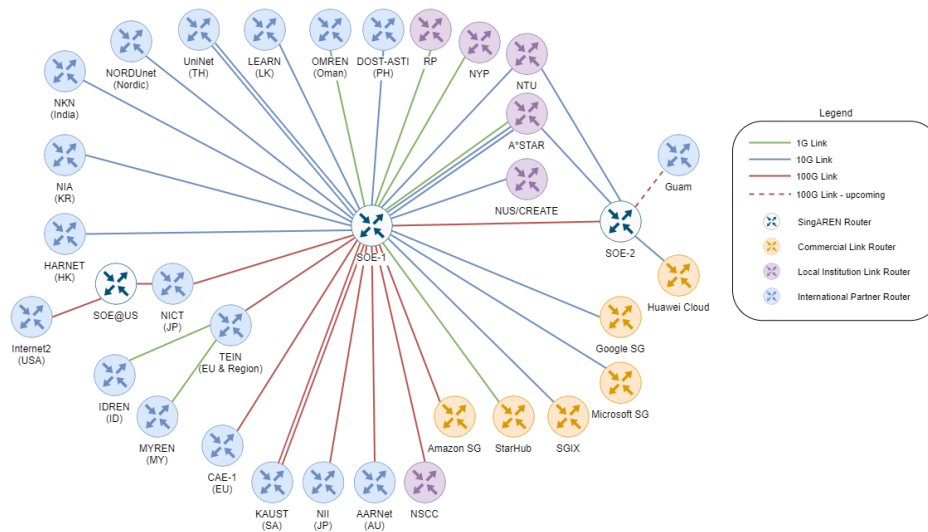 UniNet
(TH)
LEARN
(LK)
OMREN
(Oman)
DOST-ASTI
(PH)
RP
NYP
NTU
NORDUnet
(Nordic)
NKN
(India)
A*STAR
Legend
1G Link
10G Link
100G Link
100G Link - upcoming
SingAREN Router
Commercial Link Router
Local Institution Link Router
International Partner Router
NIA
(KR)
NUS/CREATE
Guam
HARNET
(HK)
SOE-1
SOE-2
SOE@US
NICT
(JP)
Huawei Cloud
Internet2
(USA)
TEIN
(EU & Region)
Google SG
IDREN
(ID)
Microsoft SG
MYREN
(MY)
Amazon SG
StarHub
SGIX
CAE-1
(EU)
KAUST
(SA)
NII
(JP)
AARNet
(AU)
NSCC